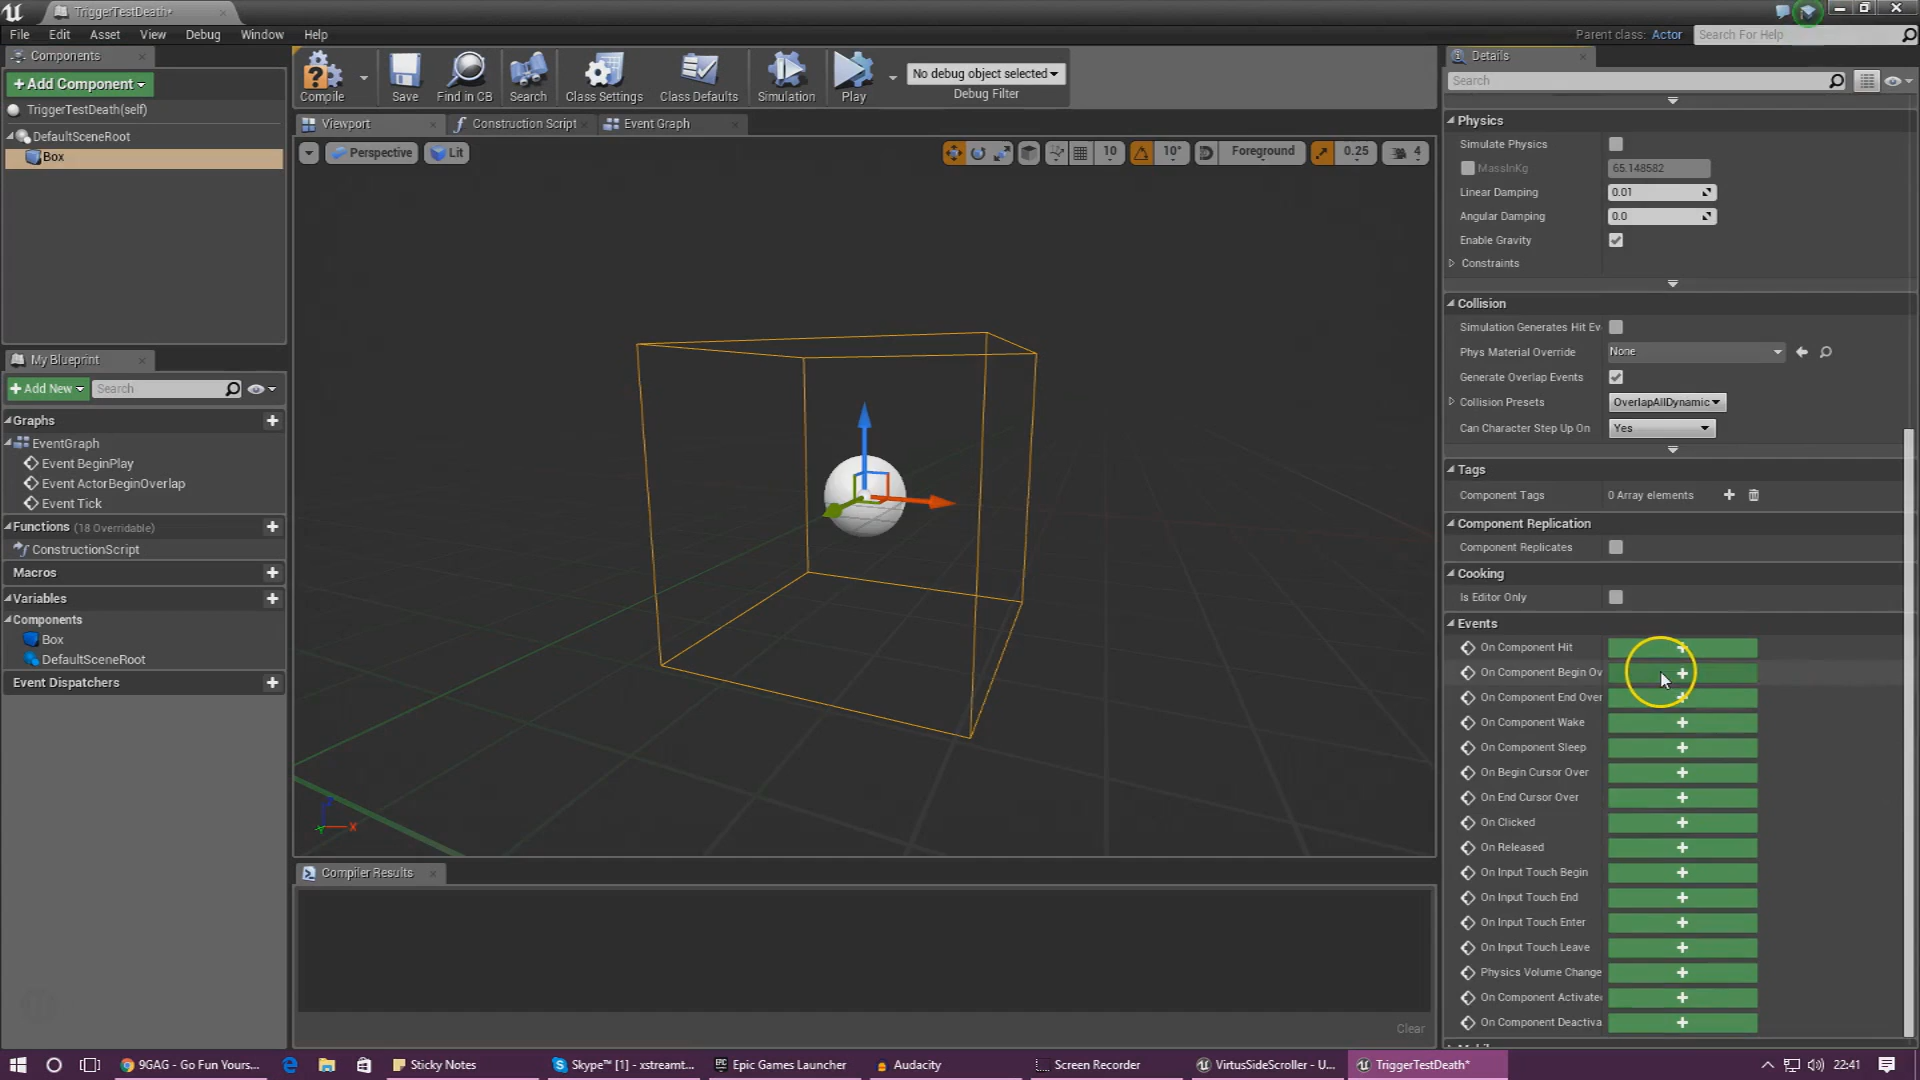 TriggerTestDeath*
File Edit Asset View Debug Window Help
Parent class: Actor
Search For Help
Components
+Add Component
TriggerTestDeath(self)
DefaultSceneRoot
Box
Compile
Save
Find in CB
Search
Class Settings
Class Defaults
Simulation
Play
No debug object selected
Debug Filter
Viewport
Construction Script
Event Graph
Perspective
Lit
10
10°
Foreground
0.25
4
X
My Blueprint
+Add New
Search
Graphs
EventGraph
Event BeginPlay
Event ActorBeginOverlap
Event Tick
Functions (18 Overridable)
ConstructionScript
Macros
Variables
Components
Box
DefaultSceneRoot
Event Dispatchers
Compiler Results
Clear
Details
Search
Physics
Simulate Physics
MassInKg 65.148582
Linear Damping 0.01
Angular Damping 0.0
Enable Gravity
Constraints
Collision
Simulation Generates Hit Ev
Phys Material Override None
Generate Overlap Events
Collision Presets OverlapAllDynamic
Can Character Step Up On Yes
Tags
Component Tags 0 Array elements
Component Replication
Component Replicates
Cooking
Is Editor Only
Events
On Component Hit
On Component Begin Ov
On Component End Over
On Component Wake
On Component Sleep
On Begin Cursor Over
On End Cursor Over
On Clicked
On Released
On Input Touch Begin
On Input Touch End
On Input Touch Enter
On Input Touch Leave
Physics Volume Change
On Component Activate
On Component Deactiva
9GAG - Go Fun Yours...
Sticky Notes
Skype™ [1] - xstreamt...
Epic Games Launcher
Audacity
Screen Recorder
VirtusSideScroller - U...
TriggerTestDeath*
22:41